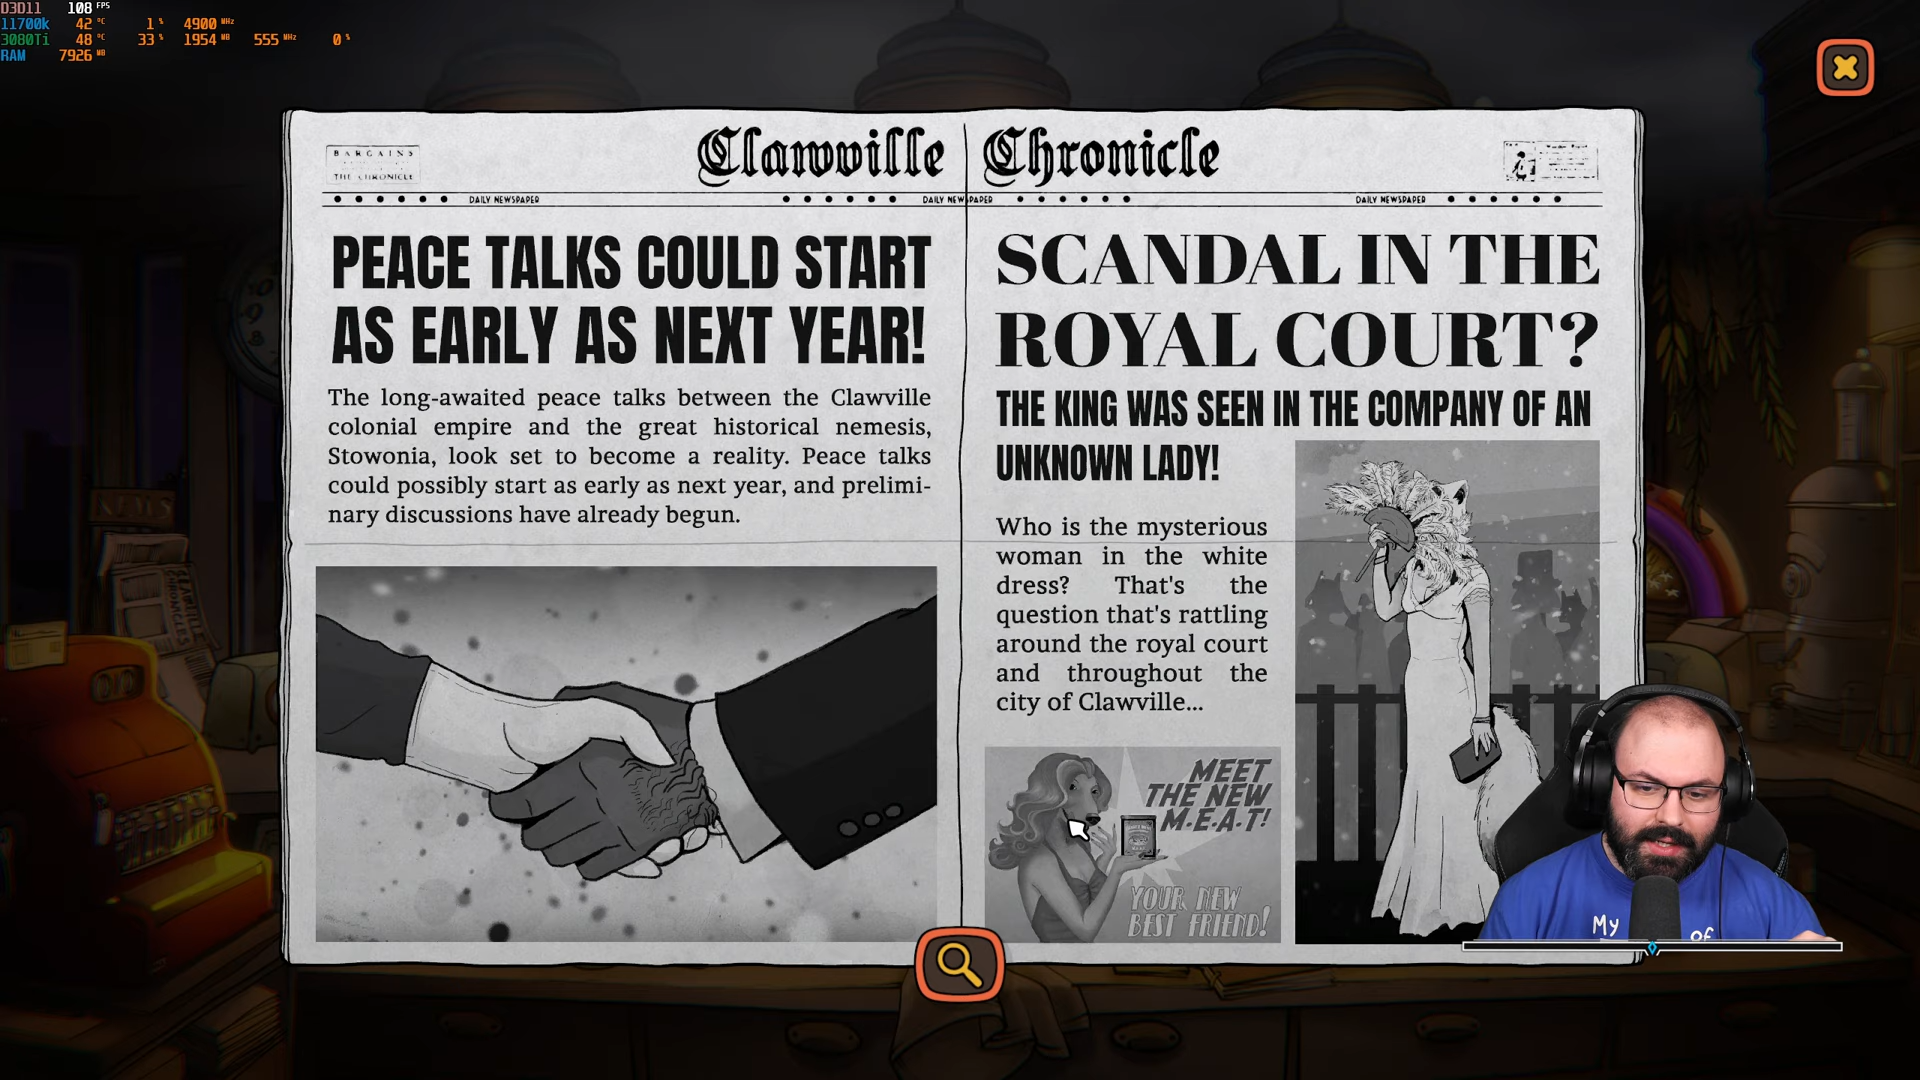 D3D11 108 FPS
11700k 42 °C 1 % 4900 MHz
3080Ti 48 °C 33 % 1954 MB 555 MHz 0 %
RAM 7926 MB
Clawville Chronicle
BARGAINS
THE CHRONICLE
DAILY NEWSPAPER DAILY NEWSPAPER DAILY NEWSPAPER
PEACE TALKS COULD START
AS EARLY AS NEXT YEAR!
The long-awaited peace talks between the Clawville
colonial empire and the great historical nemesis,
Stowonia, look set to become a reality. Peace talks
could possibly start as early as next year, and prelimi-
nary discussions have already begun.
SCANDAL IN THE
ROYAL COURT?
THE KING WAS SEEN IN THE COMPANY OF AN
UNKNOWN LADY!
Who is the mysterious
woman in the white
dress? That's the
question that's rattling
around the royal court
and throughout the
city of Clawville...
MEET
THE NEW
M.E.A.T!
YOUR NEW
BEST FRIEND!
NEWS
My of